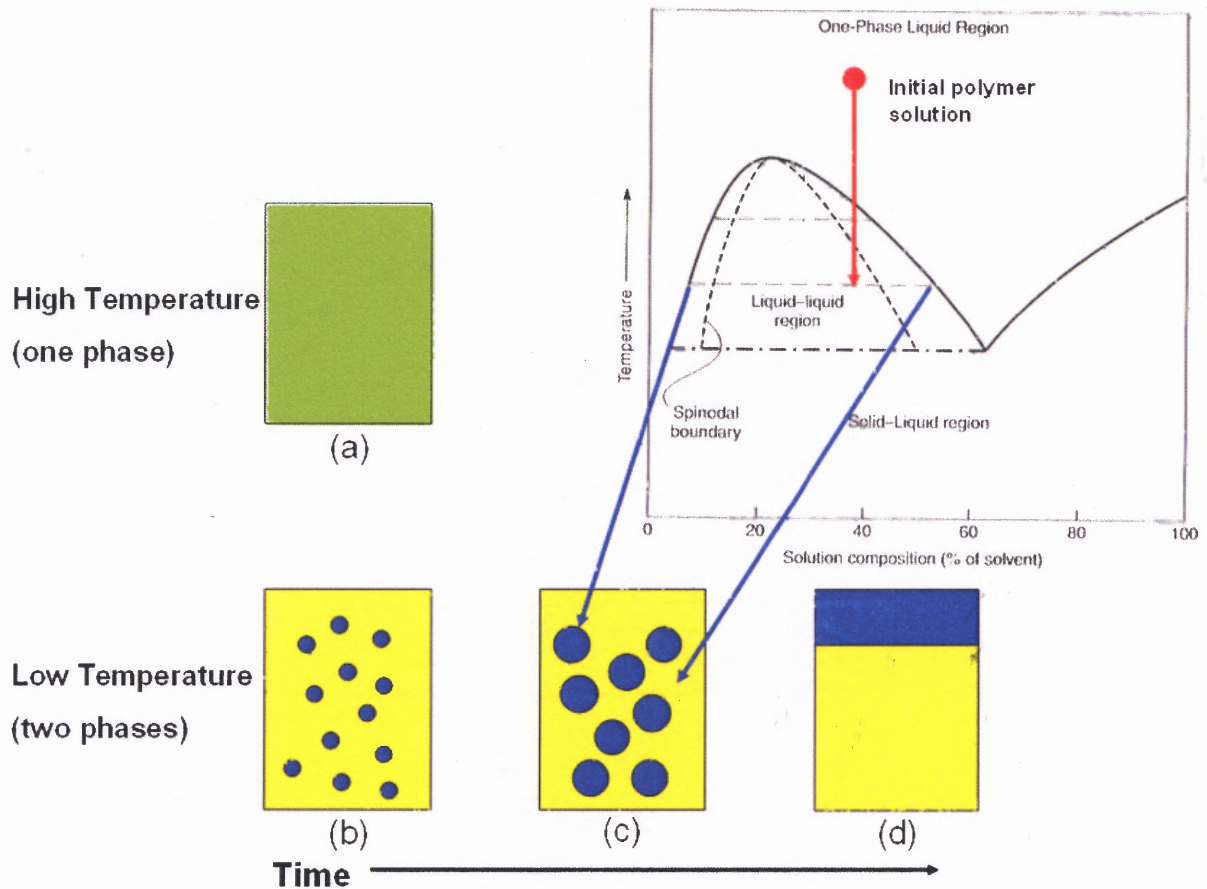 One-Phase Liquid Region
Initial polymer
solution
Temperature
Liquid–liquid
region
Spinodal
boundary
Solid–Liquid region
0 20 40 60 80 100
Solution composition (% of solvent)
High Temperature
(one phase)
(a)
Low Temperature
(two phases)
(b) (c) (d)
Time